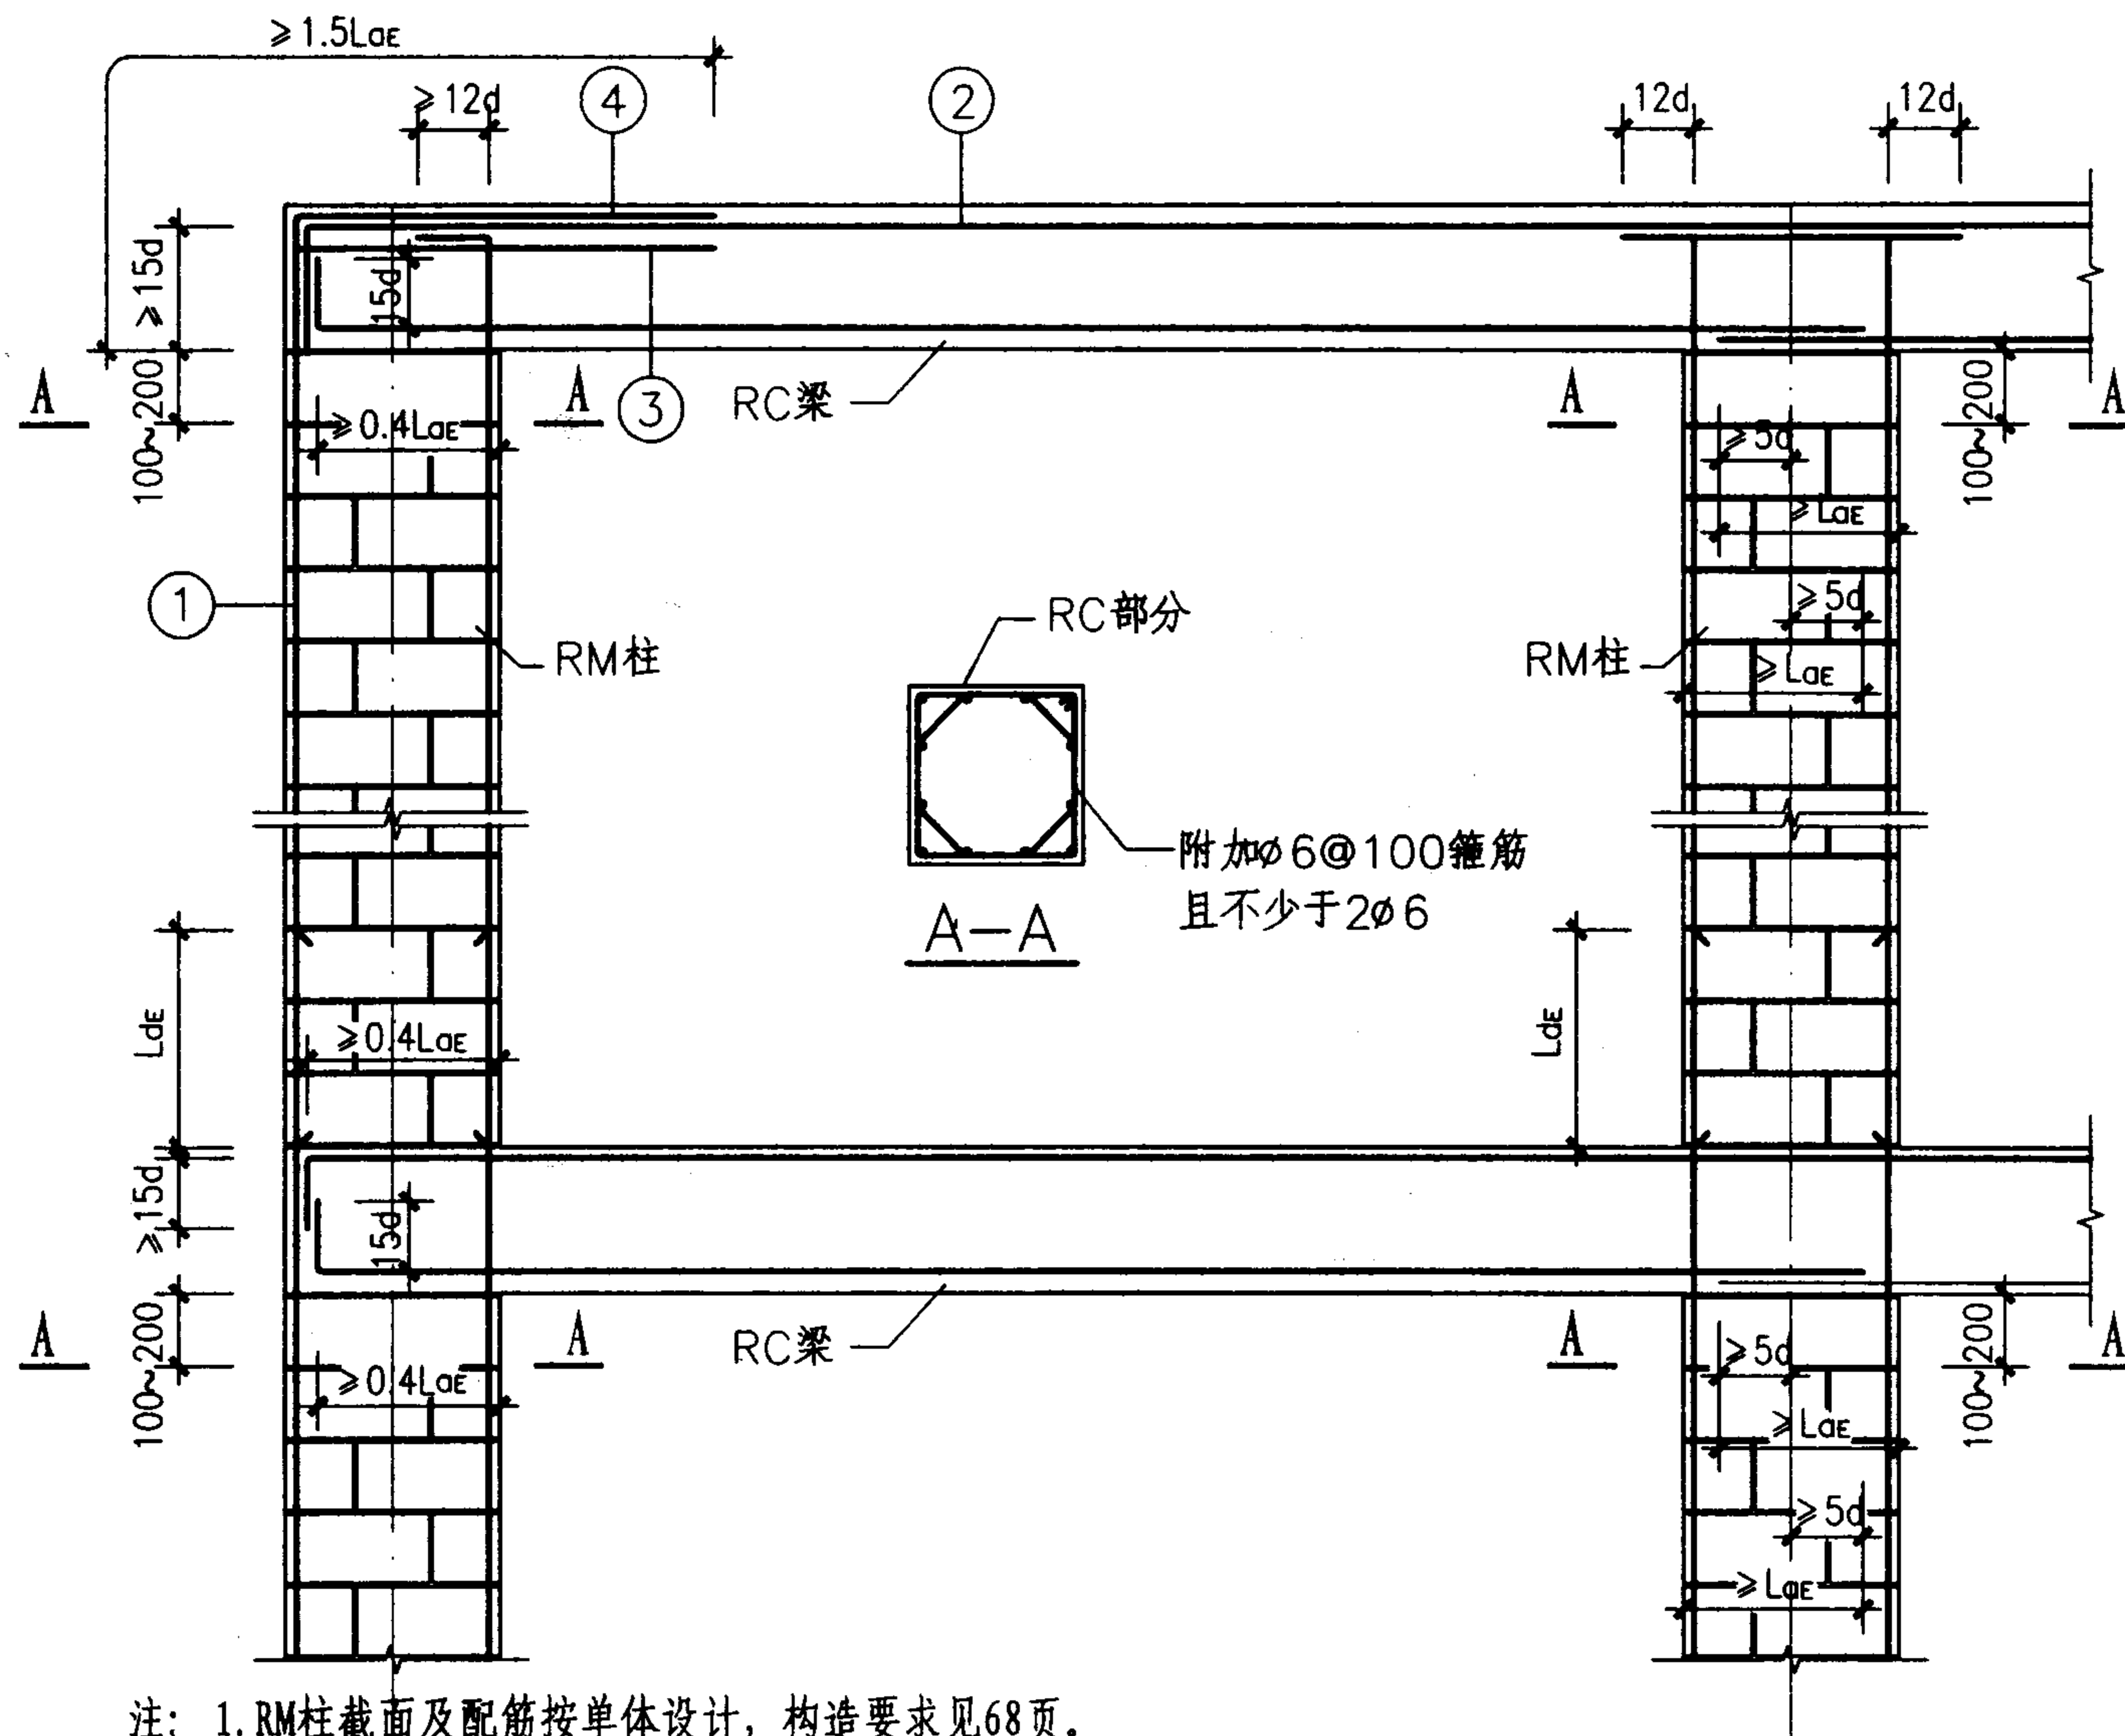 ≥1.5LaE
≥12d
④
②
12d
12d
≥15d
15d
100~200
A
A
③
RC梁
A
A
≥0.4LaE
≥5d
100~200
≥LaE
①
RM柱
RC部分
≥5d
RM柱
≥LaE
附加ø6@100箍筋
且不少于2ø6
A-A
LdE
≥0.4LaE
LdE
≥15d
15d
100~200
A
A
RC梁
A
A
≥0.4LaE
≥5d
100~200
≥LaE
≥5d
≥LaE
注: 1.RM柱截面及配筋按单体设计, 构造要求见68页。